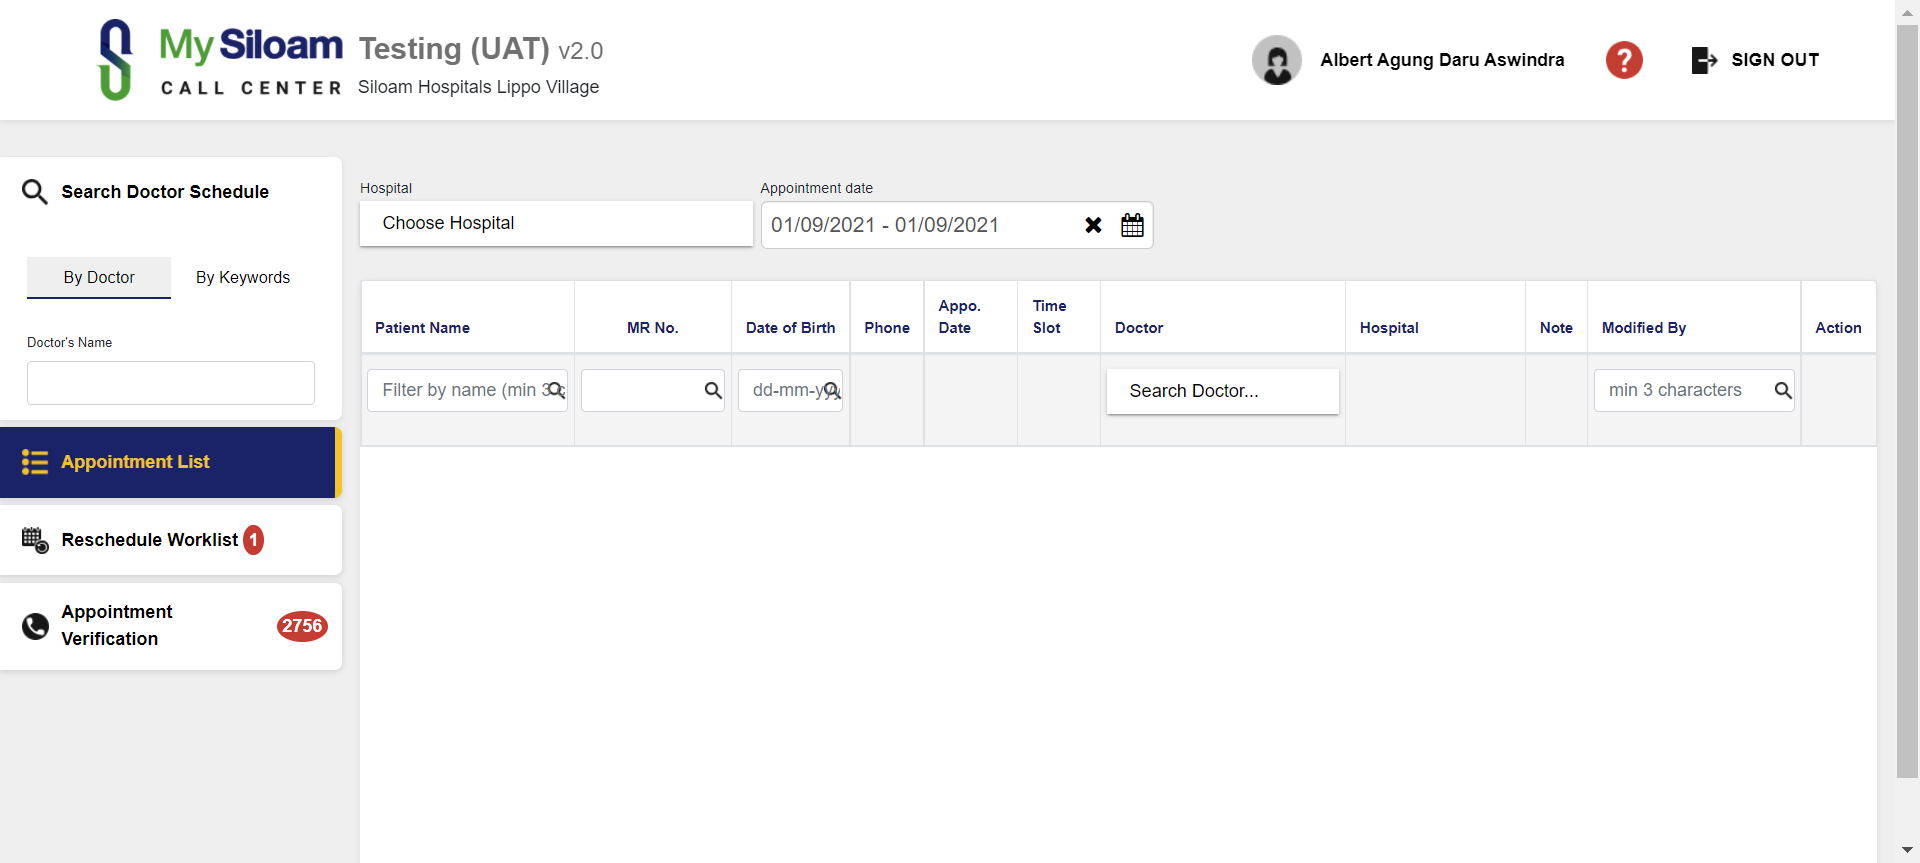 My Siloam
CALL CENTER
Testing (UAT) v2.0
Siloam Hospitals Lippo Village
Albert Agung Daru Aswindra
?
SIGN OUT
Search Doctor Schedule
By Doctor
By Keywords
Doctor's Name
Appointment List
Reschedule Worklist 1
Appointment
Verification
2756
Hospital
Choose Hospital
Appointment date
01/09/2021 - 01/09/2021
Patient Name
MR No.
Date of Birth
Phone
Appo.
Date
Time
Slot
Doctor
Hospital
Note
Modified By
Action
Filter by name (min 3 c
dd-mm-yyy
Search Doctor...
min 3 characters